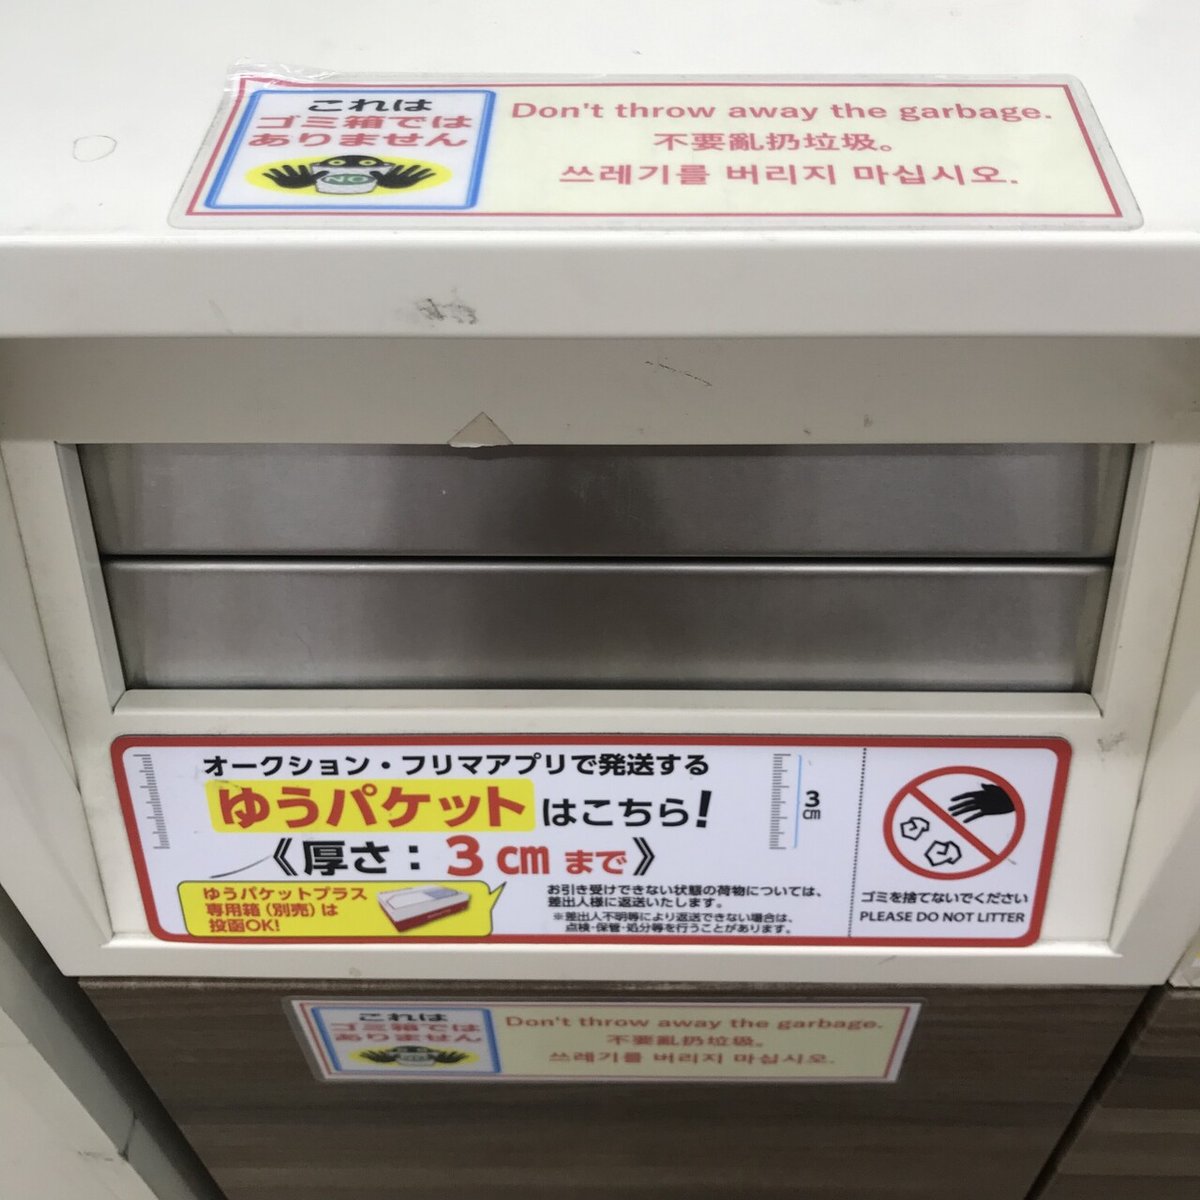 これは
ゴミ箱では
ありません
NO
Don't throw away the garbage.
不要亂扔垃圾。
쓰레기를 버리지 마십시오.
オークション・フリマアプリで発送する
ゆうパケットはこちら!
《厚さ：3cmまで》
3cm
ゆうパケットプラス
専用箱（別売）は
投函OK!
お引き受けできない状態の荷物については、
差出人様に返送いたします。
※差出人不明等により返送できない場合は、
点検・保管・処分等を行うことがあります。
ゴミを捨てないでください
PLEASE DO NOT LITTER
これは
ゴミ箱では
ありません
Don't throw away the garbage.
不要亂扔垃圾。
쓰레기를 버리지 마십시오.